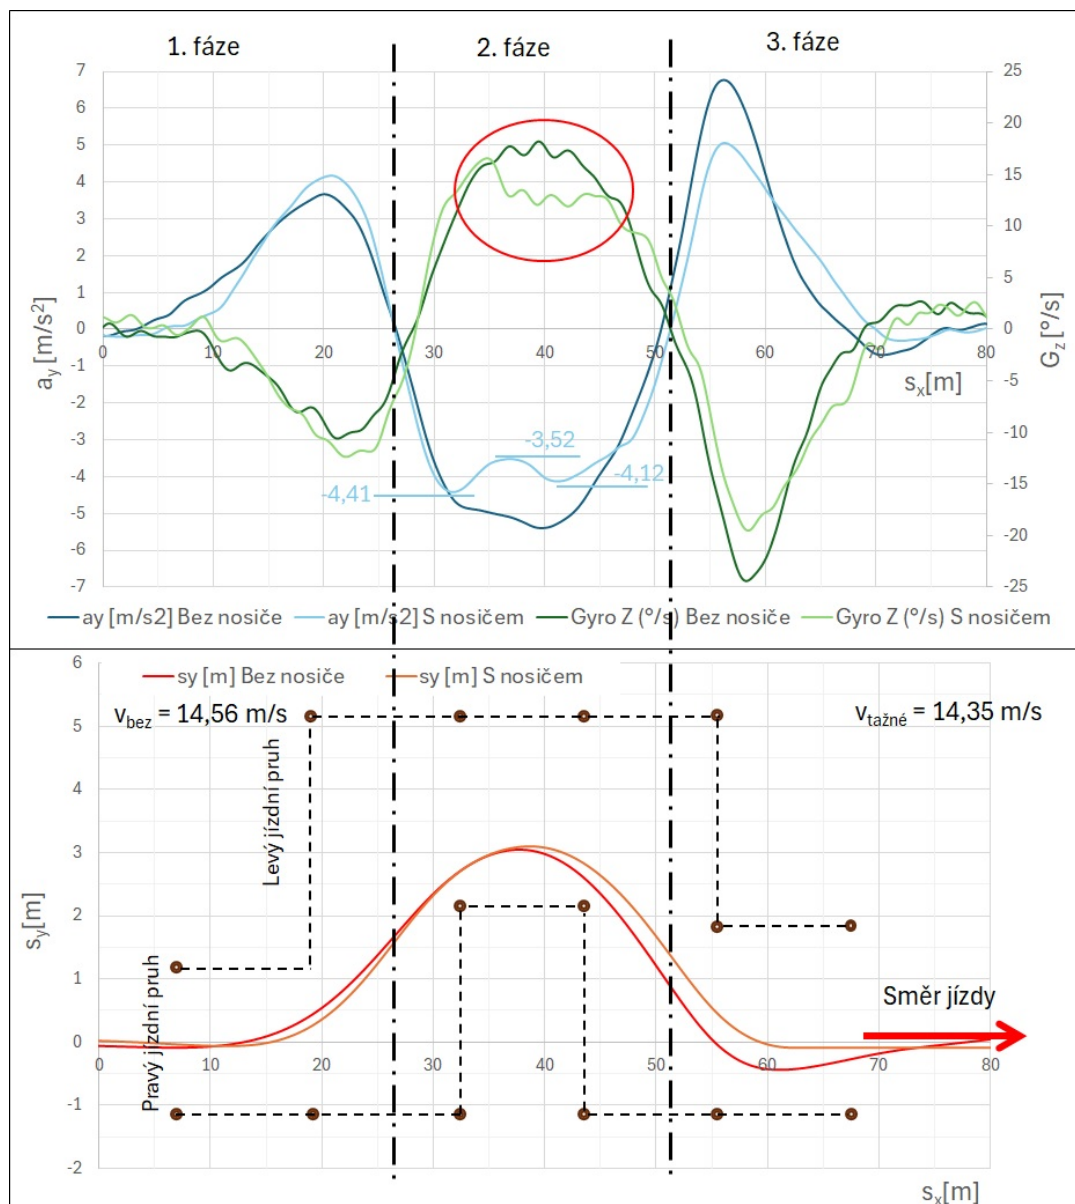 1. fáze
2. fáze
3. fáze
7
6
5
4
3
2
1
0
-1
-2
-3
-4
-5
-6
-7
a_y [m/s²]
25
20
15
10
5
0
-5
-10
-15
-20
-25
G_z [°/s]
0
10
20
30
40
50
60
70
80
s_x[m]
-3,52
-4,12
-4,41
ay [m/s2] Bez nosiče
ay [m/s2] S nosičem
Gyro Z (°/s) Bez nosiče
Gyro Z (°/s) S nosičem
sy [m] Bez nosiče
sy [m] S nosičem
v_bez = 14,56 m/s
v_tažné = 14,35 m/s
6
5
4
3
2
1
0
-1
-2
s_y[m]
Levý jízdní pruh
Pravý jízdní pruh
Směr jízdy
0
10
20
30
40
50
60
70
80
s_x[m]